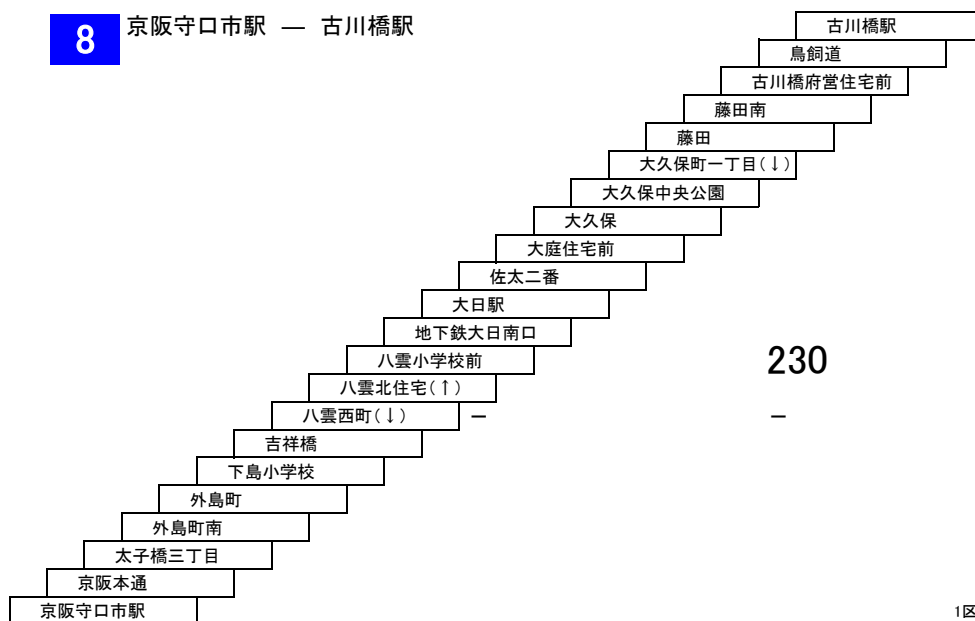 8 京阪守口市駅 ― 古川橋駅
古川橋駅
鳥飼道
古川橋府営住宅前
藤田南
藤田
大久保町一丁目(↓)
大久保中央公園
大久保
大庭住宅前
佐太二番
大日駅
地下鉄大日南口
八雲小学校前
230
八雲北住宅(↑)
八雲西町(↓) － －
吉祥橋
下島小学校
外島町
外島町南
太子橋三丁目
京阪本通
京阪守口市駅
1区